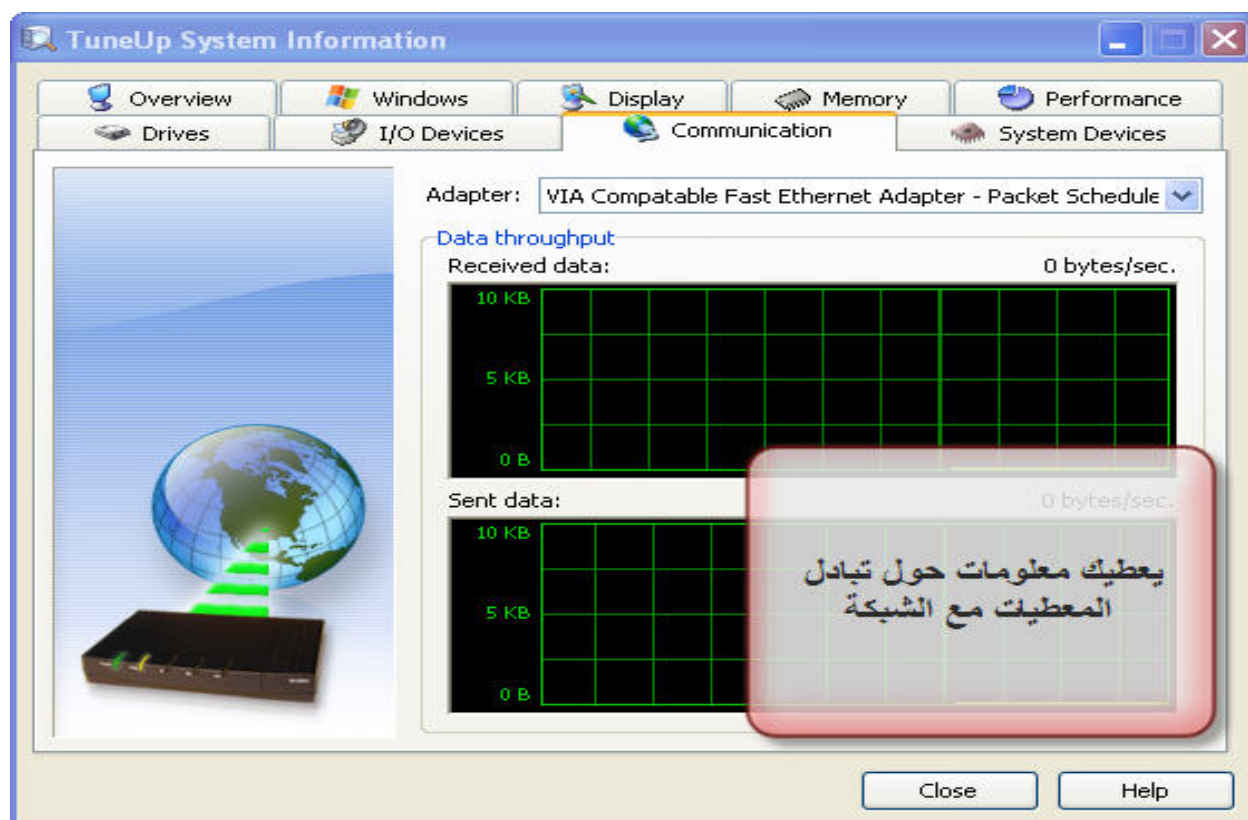 TuneUp System Information
Overview
Windows
Display
Memory
Performance
Drives
I/O Devices
Communication
System Devices
Adapter: VIA Compatable Fast Ethernet Adapter - Packet Schedule
Data throughput
Received data: 0 bytes/sec.
10 KB
5 KB
0 B
Sent data: 0 bytes/sec.
10 KB
5 KB
0 B
يعطيك معلومات حول تبادل
المعطيات مع الشبكة
Close
Help